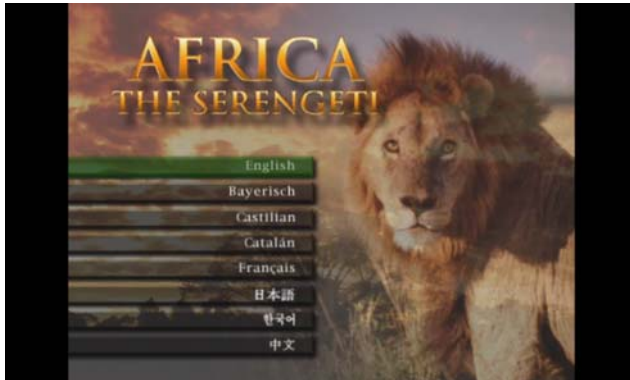 AFRICA
THE SERENGETI
English
Bayerisch
Castilian
Catalán
Français
日本語
한국어
中文